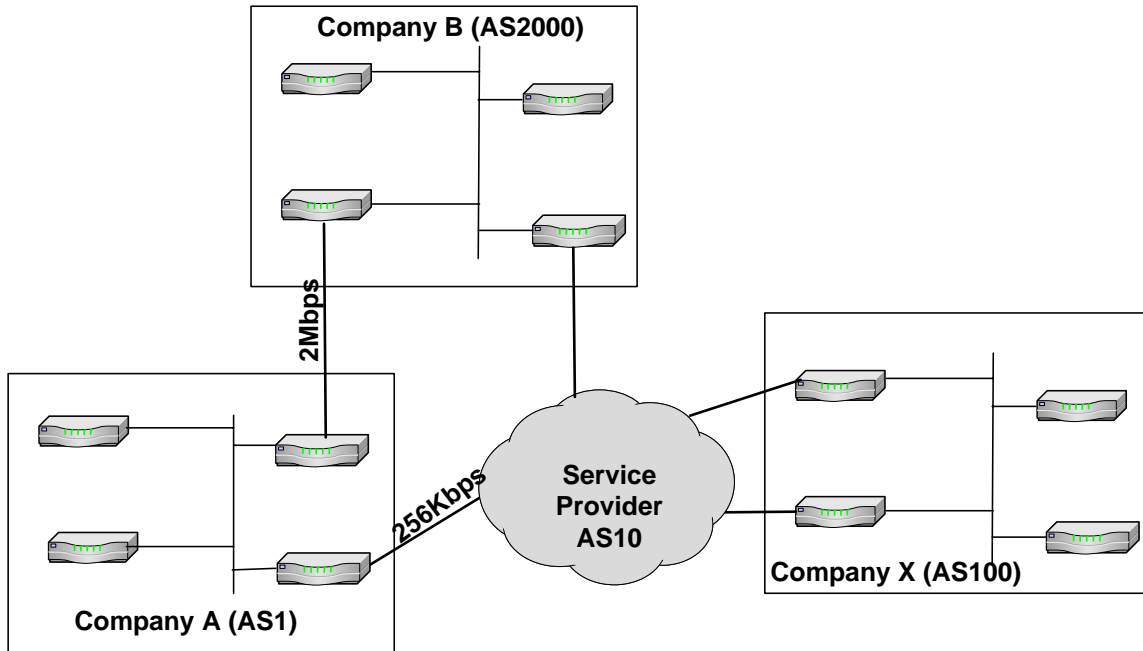 Company B (AS2000)
2Mbps
256Kbps
Service
Provider
AS10
Company X (AS100)
Company A (AS1)